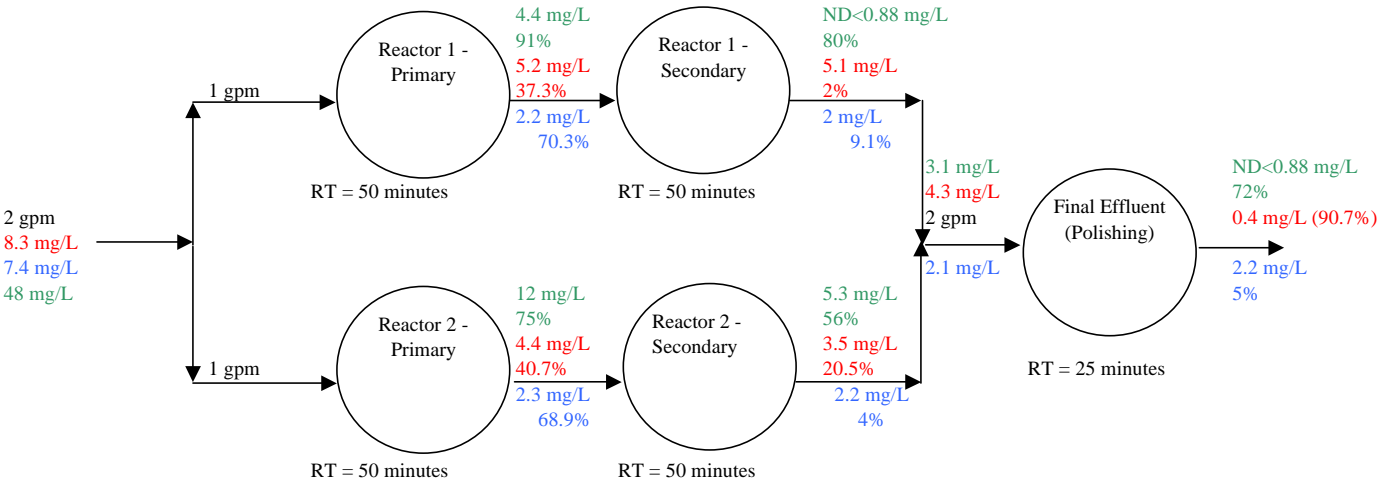 2 gpm
8.3 mg/L
7.4 mg/L
48 mg/L
1 gpm
Reactor 1 -
Primary
RT = 50 minutes
4.4 mg/L
91%
5.2 mg/L
37.3%
2.2 mg/L
70.3%
Reactor 1 -
Secondary
RT = 50 minutes
ND<0.88 mg/L
80%
5.1 mg/L
2%
2 mg/L
9.1%
1 gpm
Reactor 2 -
Primary
RT = 50 minutes
12 mg/L
75%
4.4 mg/L
40.7%
2.3 mg/L
68.9%
Reactor 2 -
Secondary
RT = 50 minutes
5.3 mg/L
56%
3.5 mg/L
20.5%
2.2 mg/L
4%
3.1 mg/L
4.3 mg/L
2 gpm
2.1 mg/L
Final Effluent
(Polishing)
RT = 25 minutes
ND<0.88 mg/L
72%
0.4 mg/L (90.7%)
2.2 mg/L
5%